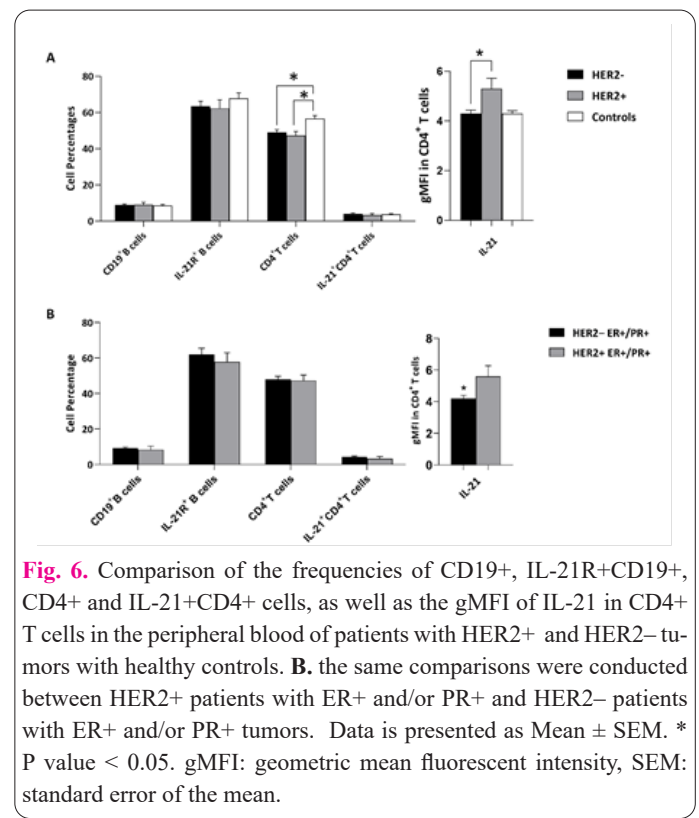 A
80
60
40
20
0
Cell Percentages
*
*
CD19+B cells
IL-21R+ B cells
CD4+T cells
IL-21+CD4+T cells
6
4
2
0
gMFI in CD4+ T cells
*
IL-21
HER2-
HER2+
Controls
B
80
60
40
20
0
Cell Percentage
CD19+B cells
IL-21R+ B cells
CD4+T cells
IL-21+CD4+T cells
8
6
4
2
0
gMFI in CD4+ T cells
*
IL-21
HER2− ER+/PR+
HER2+ ER+/PR+
Fig. 6. Comparison of the frequencies of CD19+, IL-21R+CD19+,
CD4+ and IL-21+CD4+ cells, as well as the gMFI of IL-21 in CD4+
T cells in the peripheral blood of patients with HER2+ and HER2– tu-
mors with healthy controls. B. the same comparisons were conducted
between HER2+ patients with ER+ and/or PR+ and HER2– patients
with ER+ and/or PR+ tumors. Data is presented as Mean ± SEM. *
P value < 0.05. gMFI: geometric mean fluorescent intensity, SEM:
standard error of the mean.